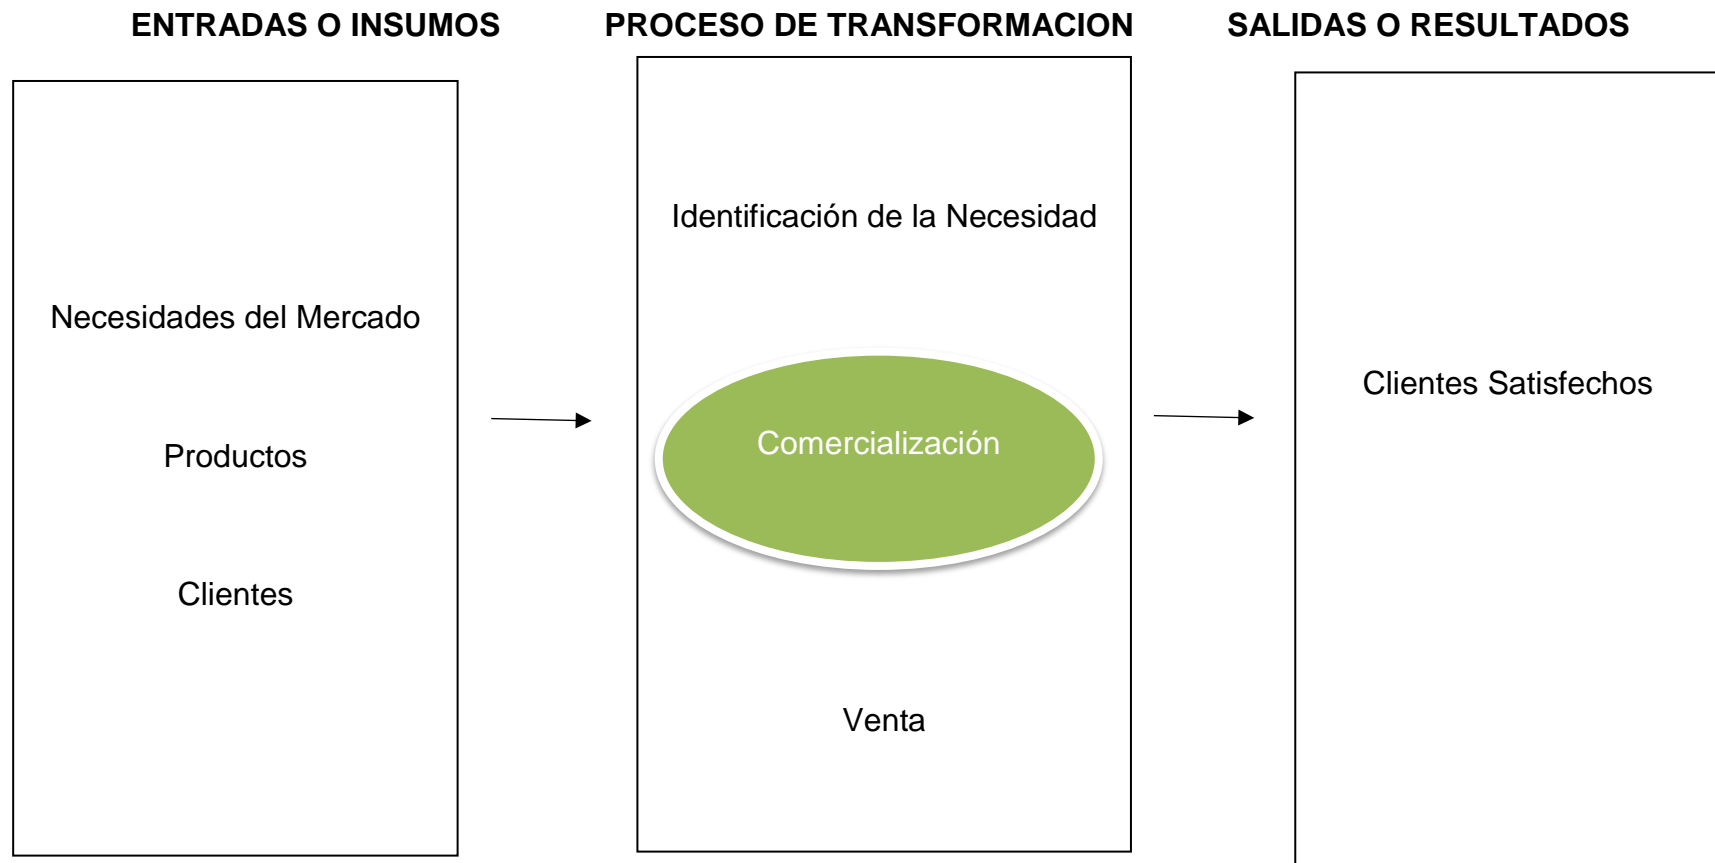 ENTRADAS O INSUMOS
PROCESO DE TRANSFORMACION
SALIDAS O RESULTADOS
Necesidades del Mercado
Productos
Clientes
Identificación de la Necesidad
Comercialización
Venta
Clientes Satisfechos